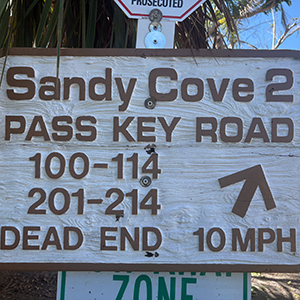 PROSECUTED
Sandy Cove 2
PASS KEY ROAD
100-114
201-214
DEAD END 10 MPH
ZONE